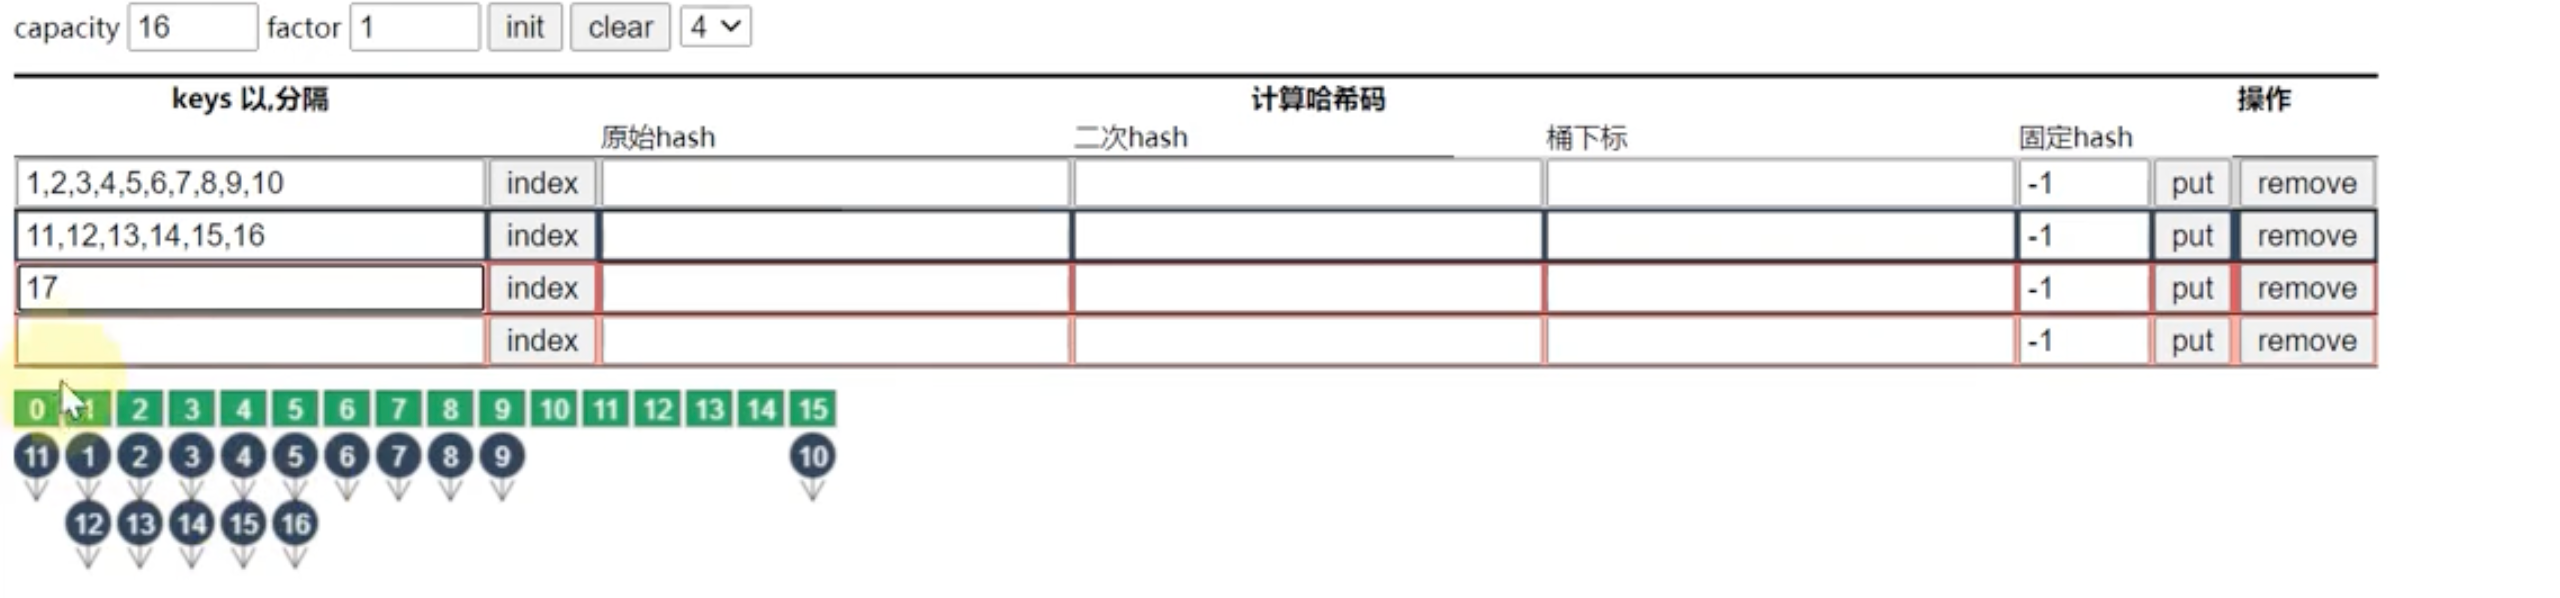 capacity 16 factor 1 init clear 4
keys 以,分隔 计算哈希码 操作
原始hash 二次hash 桶下标 固定hash
1,2,3,4,5,6,7,8,9,10 index -1 put remove
11,12,13,14,15,16 index -1 put remove
17 index -1 put remove
index -1 put remove
0 1 2 3 4 5 6 7 8 9 10 11 12 13 14 15
11 1 2 3 4 5 6 7 8 9 10
12 13 14 15 16